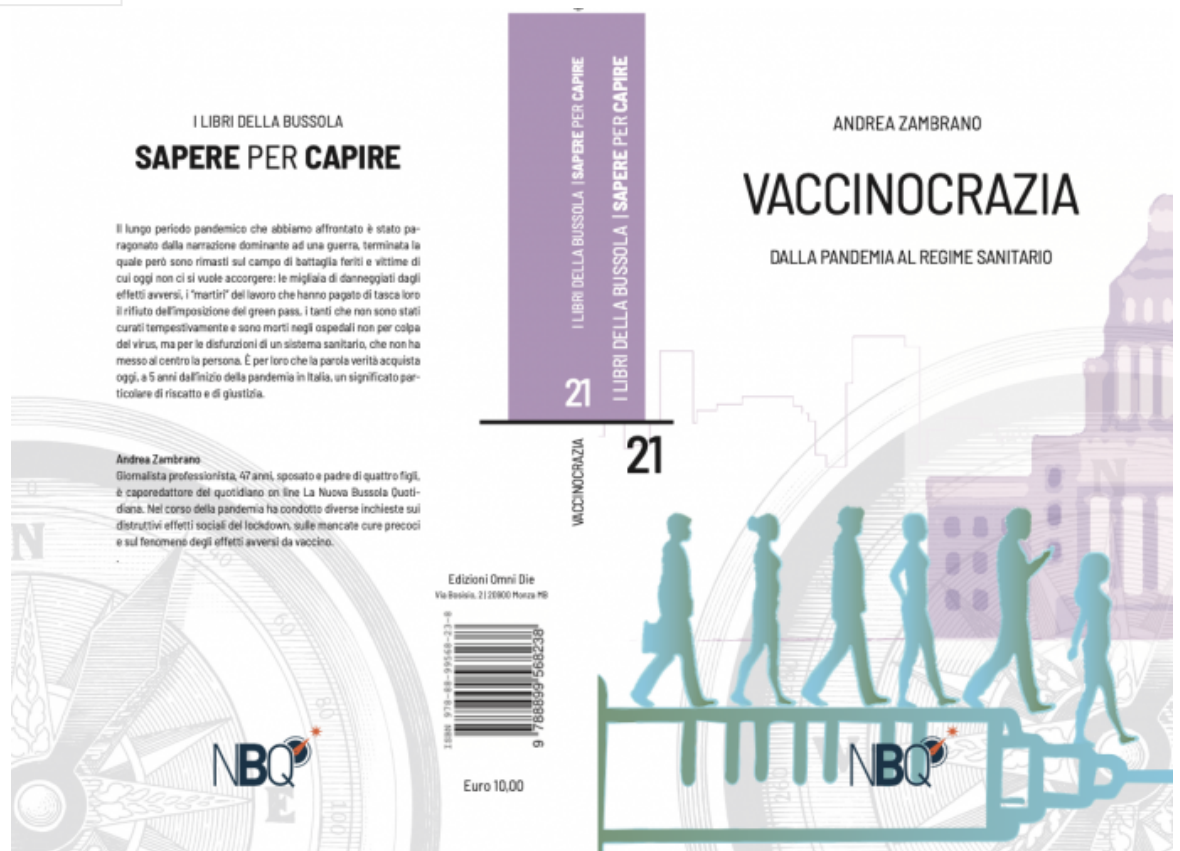 I LIBRI DELLA BUSSOLA
SAPERE PER CAPIRE
Il lungo periodo pandemico che abbiamo affrontato è stato pa-
ragonato dalla narrazione dominante ad una guerra, terminata la
quale però sono rimasti sul campo di battaglia feriti e vittime di
cui oggi non ci si vuole accorgere: le migliaia di danneggiati dagli
effetti avversi, i "martiri" del lavoro che hanno pagato di tasca loro
il rifiuto dell'imposizione del green pass, i tanti che non sono stati
curati tempestivamente e sono morti negli ospedali non per colpa
del virus, ma per le disfunzioni di un sistema sanitario, che non ha
messo al centro la persona. È per loro che la parola verità acquista
oggi, a 5 anni dall'inizio della pandemia in Italia, un significato par-
ticolare di riscatto e di giustizia.
Andrea Zambrano
Giornalista professionista, 47 anni, sposato e padre di quattro figli,
è caporedattore del quotidiano on line La Nuova Bussola Quoti-
diana. Nel corso della pandemia ha condotto diverse inchieste sui
distruttivi effetti sociali del lockdown, sulle mancate cure precoci
e sul fenomeno degli effetti avversi da vaccino.
.
N
0
60
80
100
E
NBQ
Edizioni Omni Die
Via Bosisio, 2 | 20900 Monza MB
ISBN 978-88-99568-23-8
9 788899 568238
Euro 10,00
I LIBRI DELLA BUSSOLA | SAPERE PER CAPIRE
21
VACCINOCRAZIA
I LIBRI DELLA BUSSOLA | SAPERE PER CAPIRE
21
ANDREA ZAMBRANO
VACCINOCRAZIA
DALLA PANDEMIA AL REGIME SANITARIO
N
NBQ